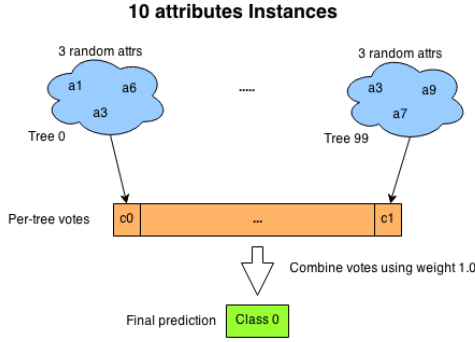 10 attributes Instances
3 random attrs
3 random attrs
a1
a6
a3
.....
a3
a9
a7
Tree 0
Tree 99
Per-tree votes
c0
...
c1
Combine votes using weight 1.0
Final prediction
Class 0